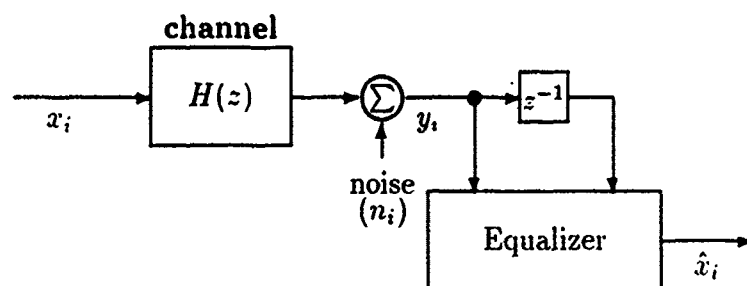 channel
H(z)
x_i
Σ
y_i
z⁻¹
noise
(n_i)
Equalizer
x̂_i